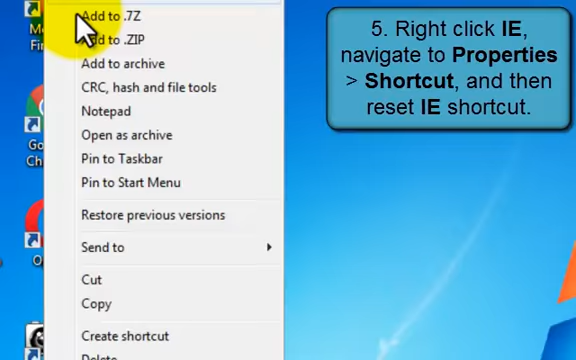 Add to .7Z
Add to .ZIP
Add to archive
CRC, hash and file tools
Notepad
Open as archive
Pin to Taskbar
Pin to Start Menu
Restore previous versions
Send to
Cut
Copy
Create shortcut
Delete
5. Right click IE,
navigate to Properties
> Shortcut, and then
reset IE shortcut.